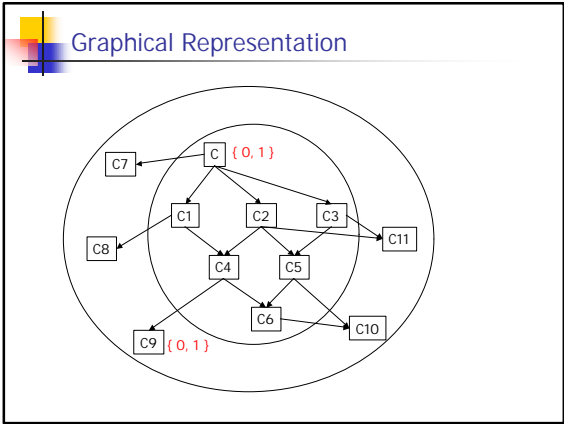 Graphical Representation
C { 0, 1 }
C7
C1 C2 C3
C8 C11
C4 C5
C6 C10
C9 { 0, 1 }